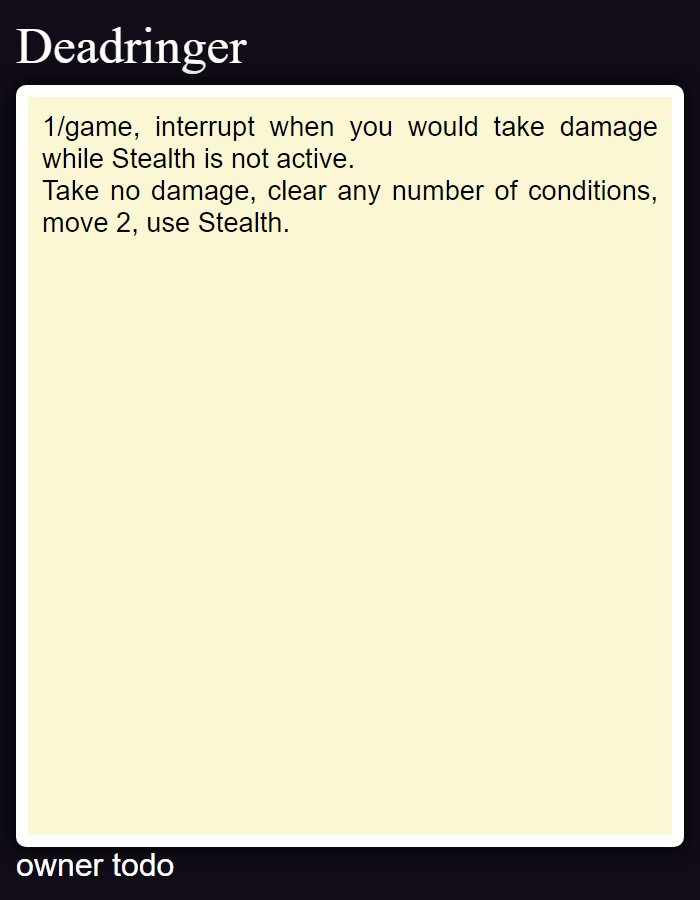 Deadringer
1/game, interrupt when you would take damage
while Stealth is not active.
Take no damage, clear any number of conditions,
move 2, use Stealth.
owner todo